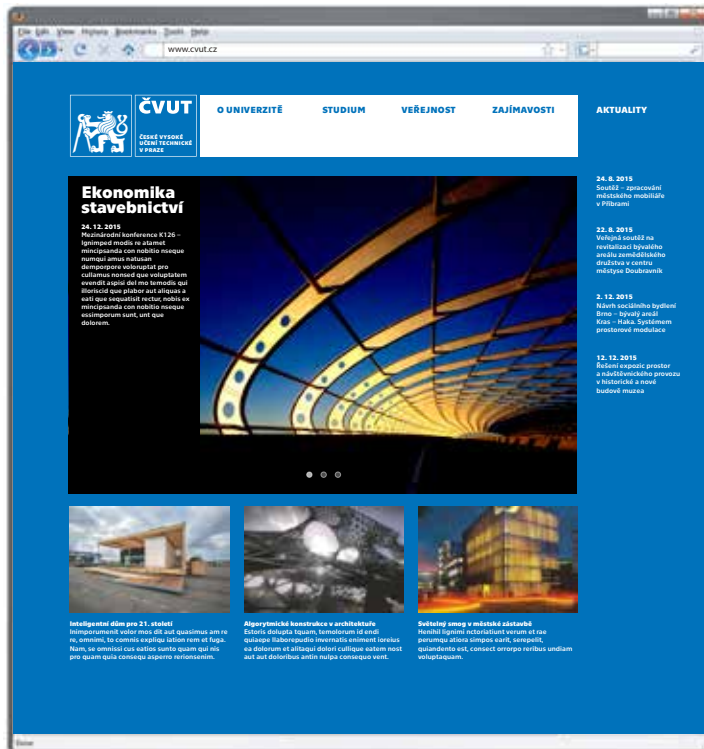 File Edit View History Bookmarks Tools Help
www.cvut.cz
ČVUT
ČESKÉ VYSOKÉ
UČENÍ TECHNICKÉ
V PRAZE
O UNIVERZITĚ STUDIUM VEŘEJNOST ZAJÍMAVOSTI AKTUALITY
Ekonomika
stavebnictví
24. 12. 2015
Mezinárodní konference K126 –
Ignimped modis re atamet
mincipsanda con nobitio nseque
numqui amus natusan
demporpore voloruptat pro
cullamus nonsed que voluptatem
evendit aspisi del mo temodis qui
illoriscid que plabor aut aliquas a
eati que sequatisit rectur, nobis ex
mincipsanda con nobitio nseque
essimporum sunt, unt que
dolorem.
24. 8. 2015
Soutěž – zpracování
městského mobiliáře
v Příbrami
22. 8. 2015
Veřejná soutěž na
revitalizaci bývalého
areálu zemědělského
družstva v centru
městyse Doubravník
2. 12. 2015
Návrh sociálního bydlení
Brno – bývalý areál
Kras – Haka. Systémem
prostorové modulace
12. 12. 2015
Řešení expozic prostor
a návštěvnického provozu
v historické a nové
budově muzea
Inteligentní dům pro 21. století
Inimporumenit volor mos dit aut quasimus am re
re, omnimi, to comnis expliqu iation rem et fuga.
Nam, se omnissi cus eatios sunto quam qui nis
pro quam quia consequ asperro rerionsenim.
Algorytmické konstrukce v architektuře
Estoris dolupta tquam, temolorum id endi
quiaepe llaborepudio invernatis eniment ioreius
ea dolorum et alitaqui dolori cullique eatem nost
aut aut doloribus antin nulpa consequo vent.
Světelný smog v městské zástavbě
Henihil ignimi nctoriatiunt verum et rae
perumqu atiora simpos earit, serepelit,
quiandento est, consect orrorpo reribus undiam
voluptaquam.
Done